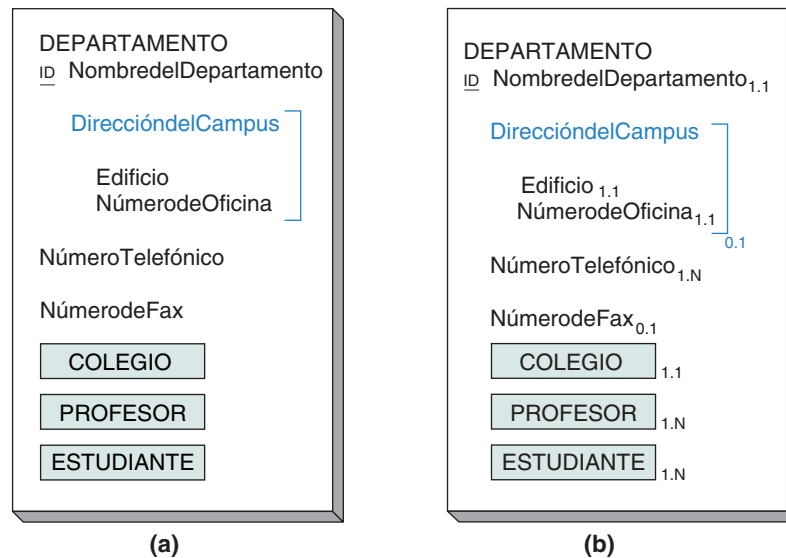 DEPARTAMENTO
ID NombredelDepartamento
DireccióndelCampus
Edificio
NúmerodeOficina
NúmeroTelefónico
NúmerodeFax
COLEGIO
PROFESOR
ESTUDIANTE
(a)
DEPARTAMENTO
ID NombredelDepartamento1.1
DireccióndelCampus
Edificio 1.1
NúmerodeOficina1.1
0.1
NúmeroTelefónico1.N
NúmerodeFax0.1
COLEGIO 1.1
PROFESOR 1.N
ESTUDIANTE 1.N
(b)